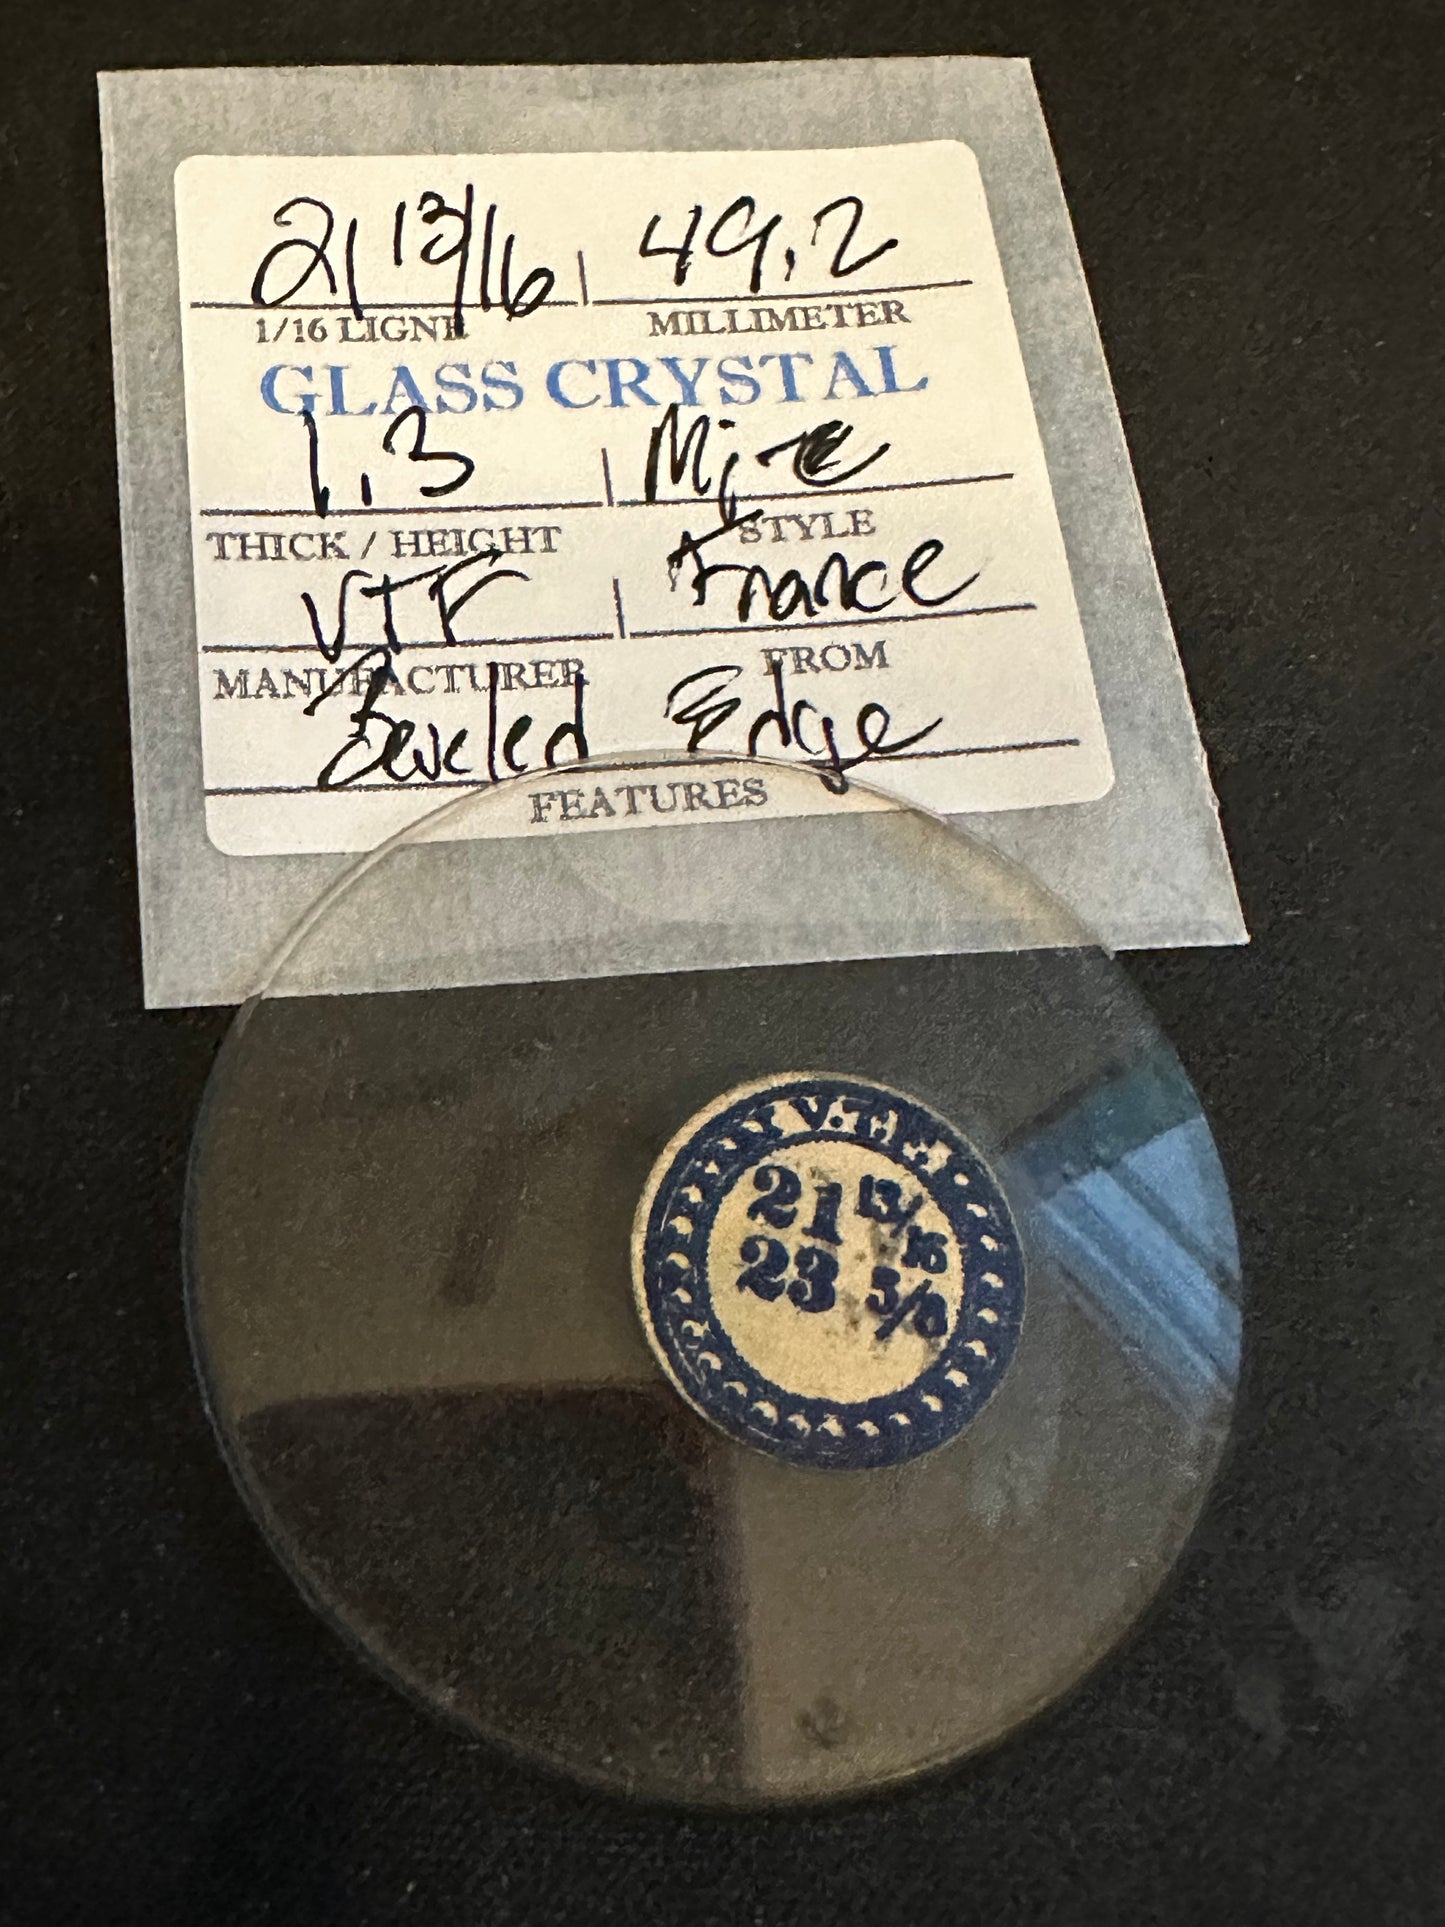 21 13/16 49.2
1/16 LIGNE MILLIMETER
GLASS CRYSTAL
1.3
THICK / HEIGHT STYLE
VTF France
MANUFACTURER FROM
Beveled Edge
FEATURES
V.T.F.
21 13/16
23 5/8